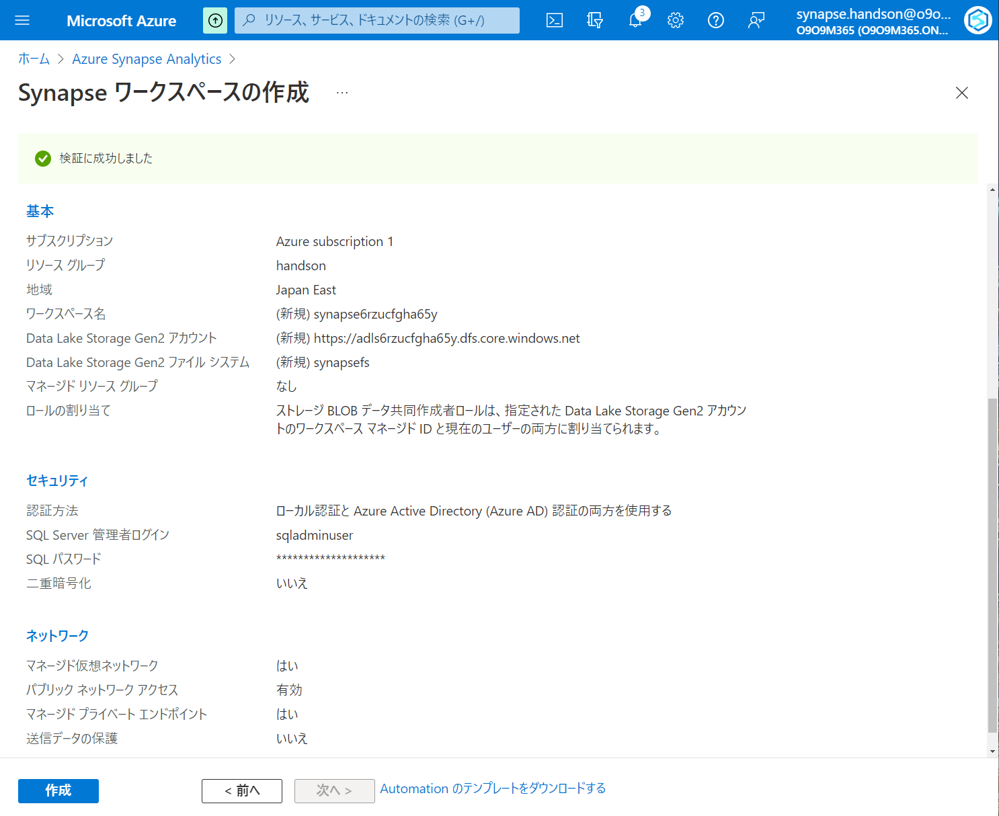 Microsoft Azure
リソース、サービス、ドキュメントの検索 (G+/)
3
synapse.handson@o9o...
O9O9M365 (O9O9M365.ON...
ホーム > Azure Synapse Analytics >
Synapse ワークスペースの作成 ...
検証に成功しました
基本
サブスクリプション Azure subscription 1
リソース グループ handson
地域 Japan East
ワークスペース名 (新規) synapse6rzucfgha65y
Data Lake Storage Gen2 アカウント (新規) https://adls6rzucfgha65y.dfs.core.windows.net
Data Lake Storage Gen2 ファイル システム (新規) synapsefs
マネージド リソース グループ なし
ロールの割り当て ストレージ BLOB データ共同作成者ロールは、指定された Data Lake Storage Gen2 アカウン
トのワークスペース マネージド ID と現在のユーザーの両方に割り当てられます。
セキュリティ
認証方法 ローカル認証と Azure Active Directory (Azure AD) 認証の両方を使用する
SQL Server 管理者ログイン sqladminuser
SQL パスワード ********************
二重暗号化 いいえ
ネットワーク
マネージド仮想ネットワーク はい
パブリック ネットワーク アクセス 有効
マネージド プライベート エンドポイント はい
送信データの保護 いいえ
作成 < 前へ 次へ > Automation のテンプレートをダウンロードする